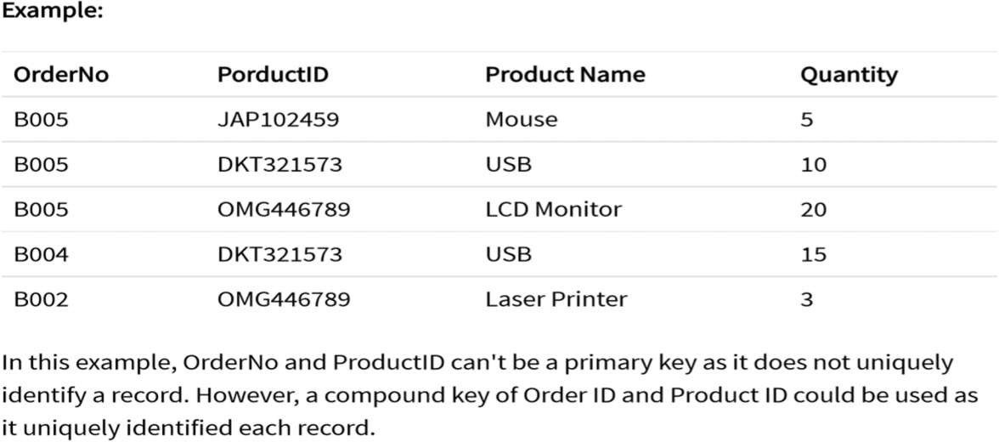 Example:
OrderNo PorductID Product Name Quantity
B005 JAP102459 Mouse 5
B005 DKT321573 USB 10
B005 OMG446789 LCD Monitor 20
B004 DKT321573 USB 15
B002 OMG446789 Laser Printer 3
In this example, OrderNo and ProductID can't be a primary key as it does not uniquely
identify a record. However, a compound key of Order ID and Product ID could be used as
it uniquely identified each record.